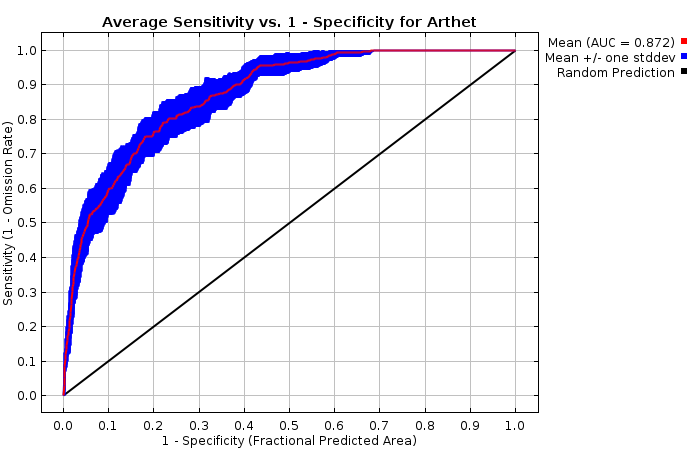 Average Sensitivity vs. 1 - Specificity for Arthet
Mean (AUC = 0.872)
Mean +/- one stddev
Random Prediction
Sensitivity (1 - Omission Rate)
1.0
0.9
0.8
0.7
0.6
0.5
0.4
0.3
0.2
0.1
0.0
0.0 0.1 0.2 0.3 0.4 0.5 0.6 0.7 0.8 0.9 1.0
1 - Specificity (Fractional Predicted Area)